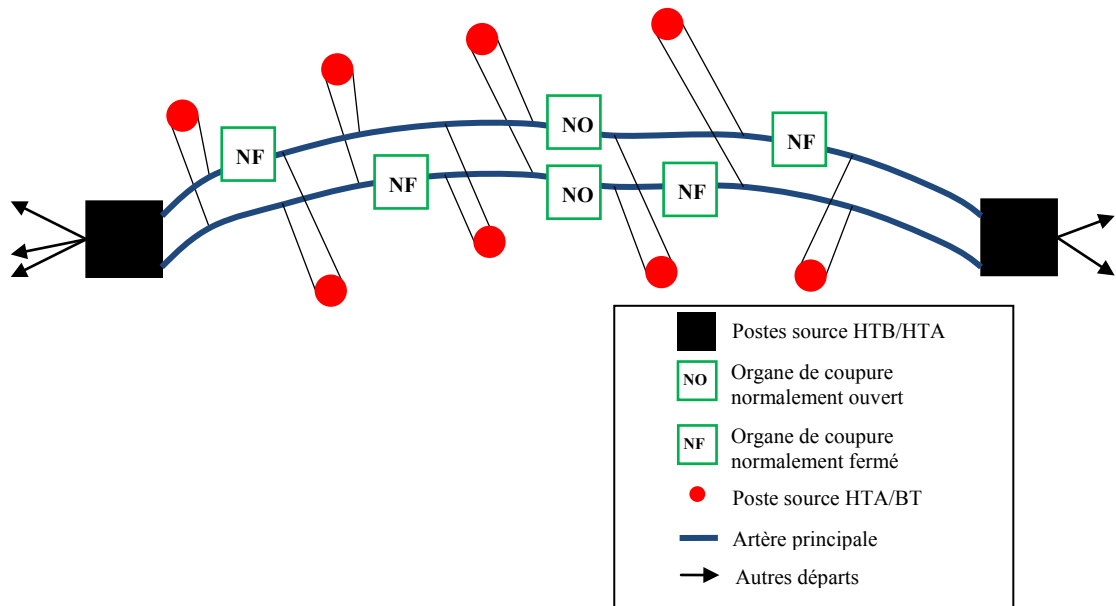 NO
NF
NF
NF
NO
NF
Postes source HTB/HTA
NO
Organe de coupure
normalement ouvert
NF
Organe de coupure
normalement fermé
Poste source HTA/BT
Artère principale
Autres départs